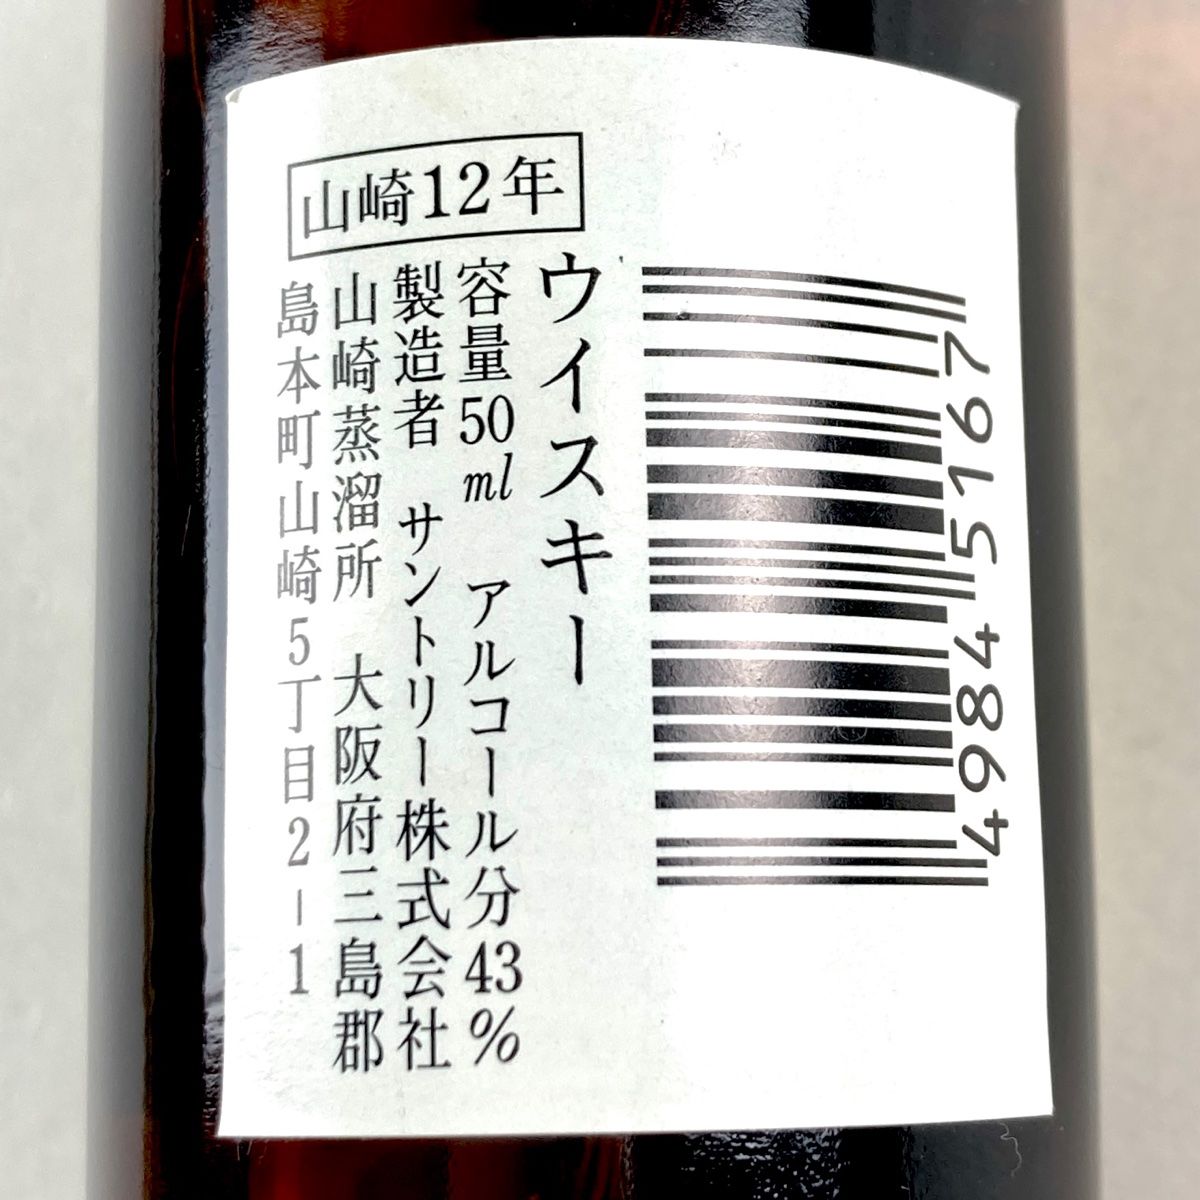 山崎12年
ウイスキー
容量50ml アルコール分43%
製造者 サントリー株式会社
山崎蒸溜所 大阪府三島郡
島本町山崎5丁目2-1
4984 5167